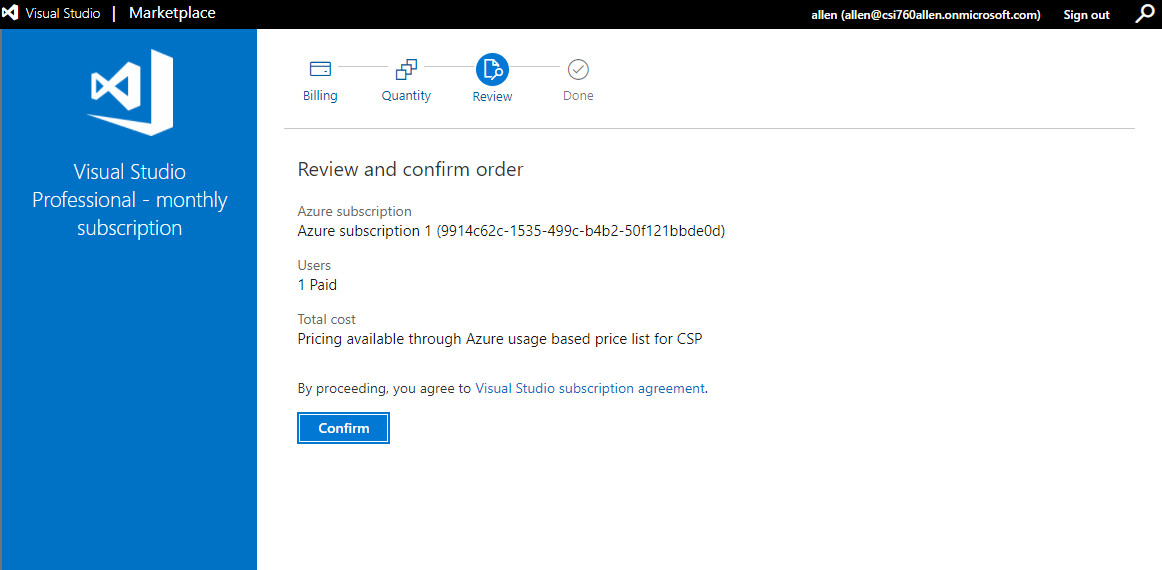 Visual Studio | Marketplace
allen (allen@csi760allen.onmicrosoft.com) Sign out
Visual Studio
Professional - monthly
subscription
Billing Quantity Review Done
Review and confirm order
Azure subscription
Azure subscription 1 (9914c62c-1535-499c-b4b2-50f121bbde0d)
Users
1 Paid
Total cost
Pricing available through Azure usage based price list for CSP
By proceeding, you agree to Visual Studio subscription agreement.
Confirm